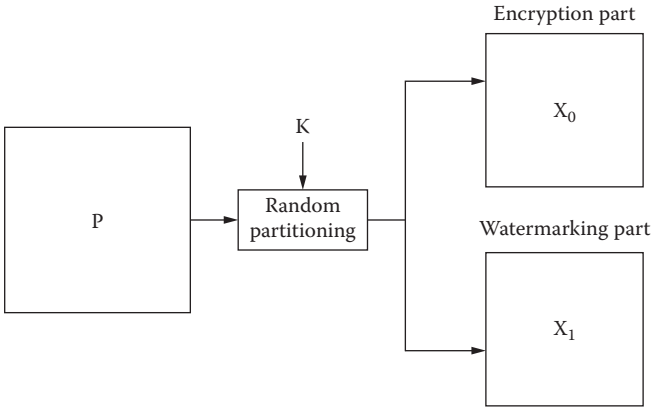 Encryption part
X₀
K
P
Random
partitioning
Watermarking part
X₁